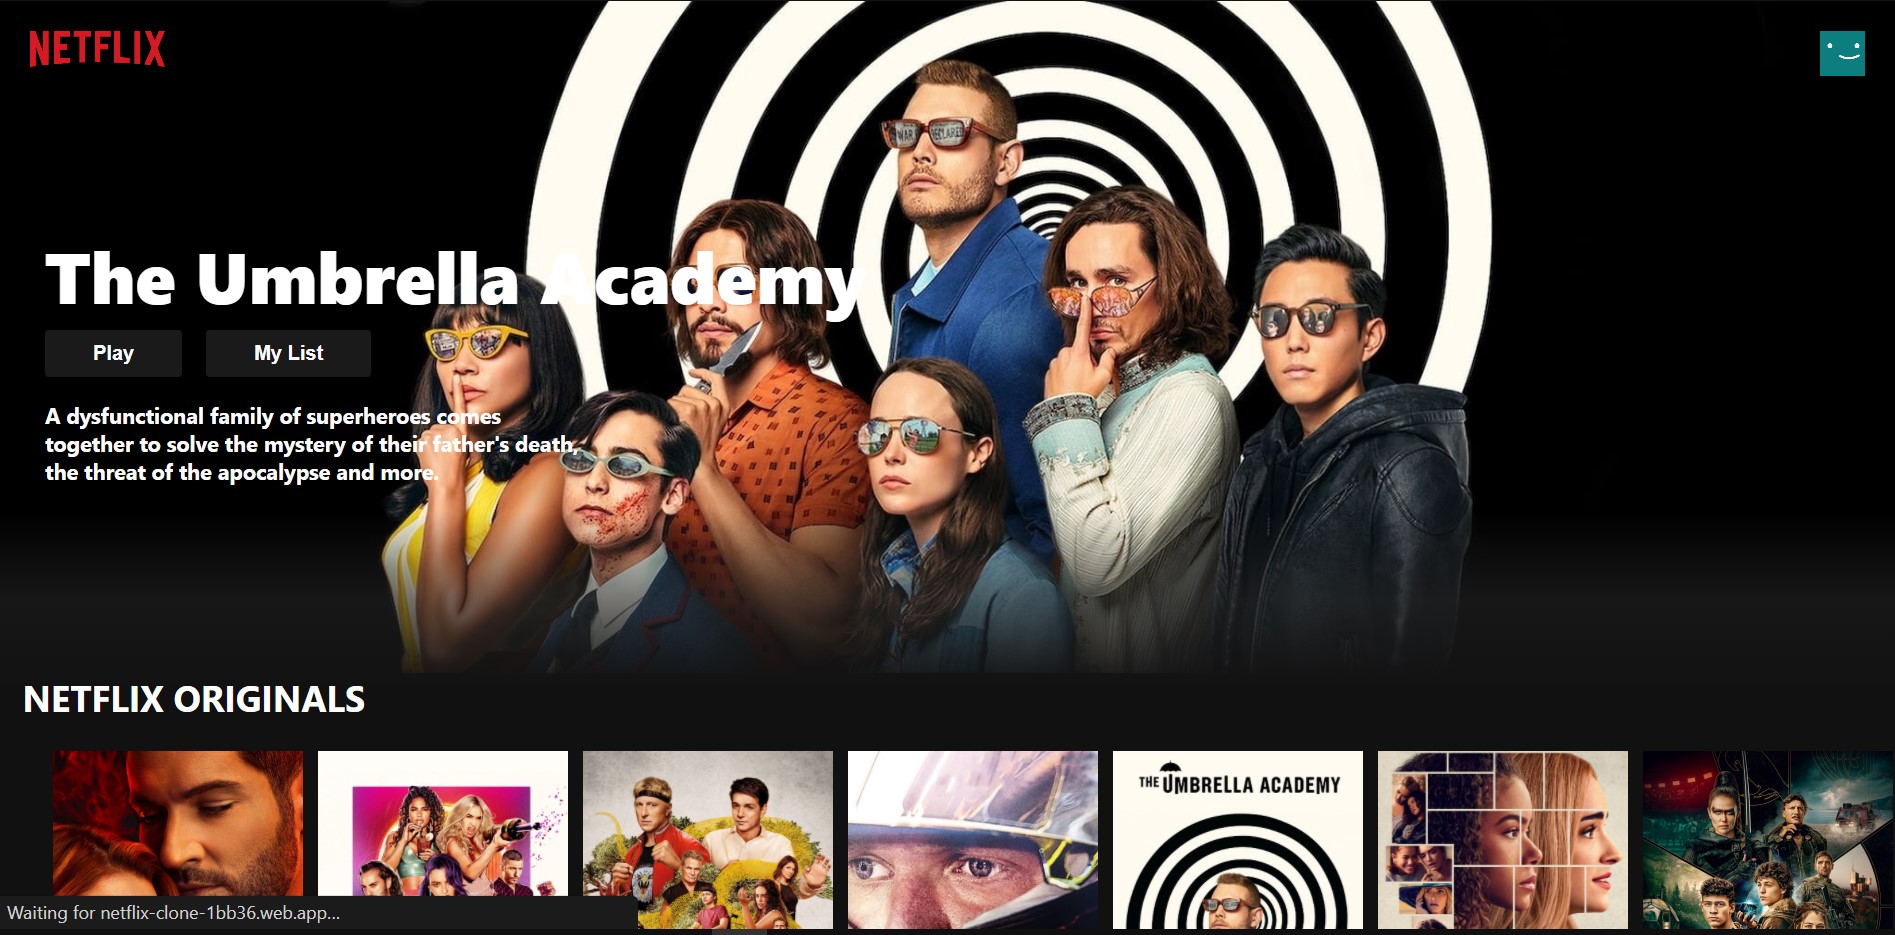 NETFLIX
WAR DECLARED
The Umbrella Academy
Play
My List
A dysfunctional family of superheroes comes
together to solve the mystery of their father's death,
the threat of the apocalypse and more.
NETFLIX ORIGINALS
THE UMBRELLA ACADEMY
Waiting for netflix-clone-1bb36.web.app...